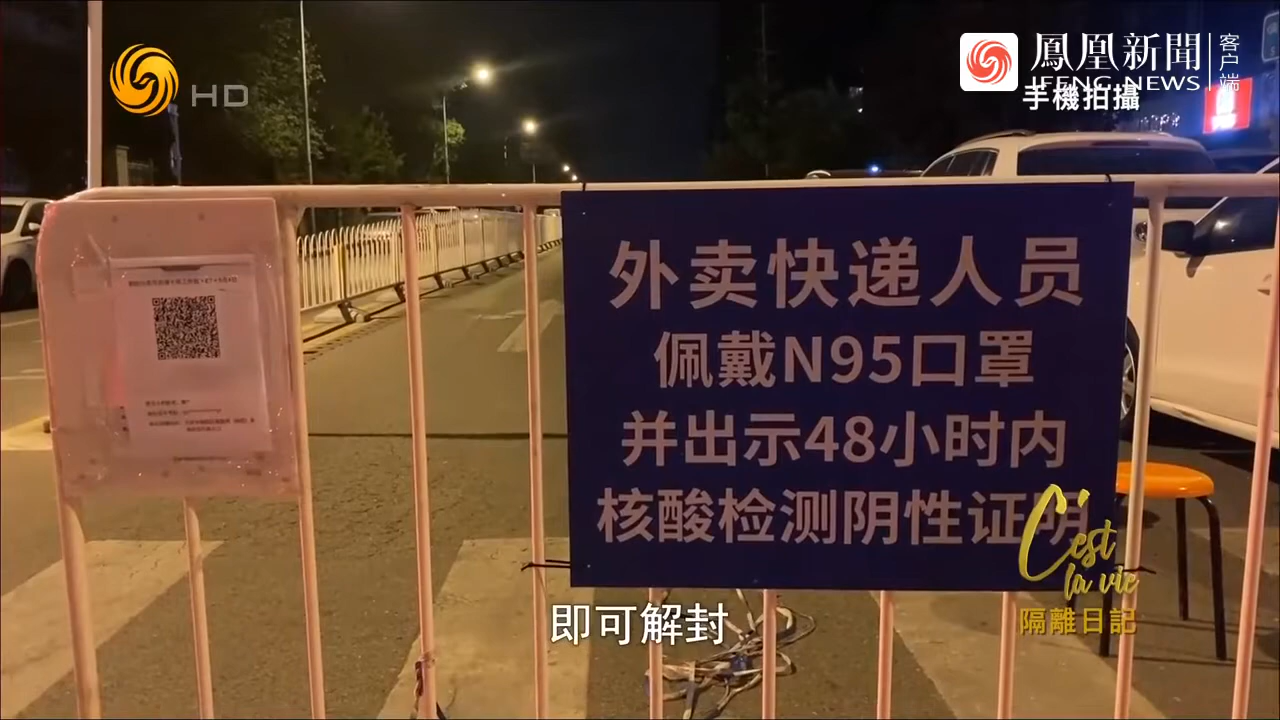 HD
鳳凰新聞
IFENG NEWS
客户端
手機拍攝
外卖快递人员
佩戴N95口罩
并出示48小时内
核酸检测阴性证明
C'est
la vie
隔離日記
即可解封